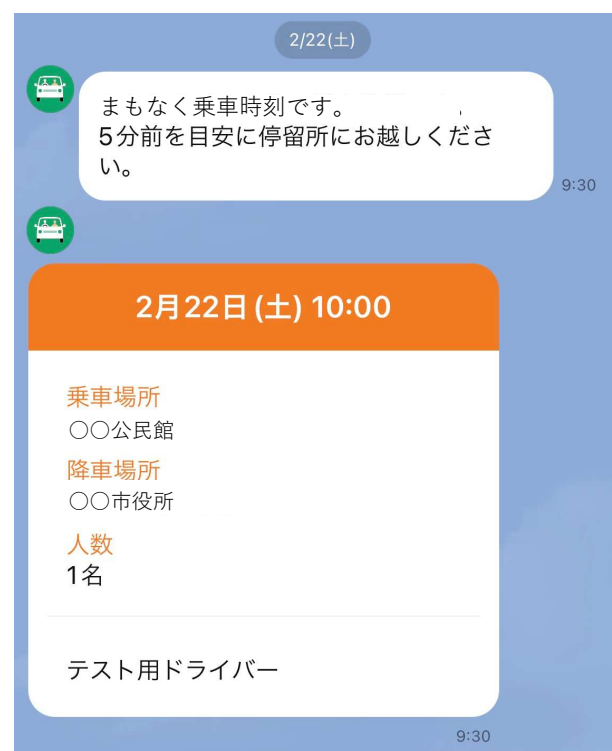 2/22(土)
まもなく乗車時刻です。
5分前を目安に停留所にお越しくださ
い。
9:30
2月22日(土) 10:00
乗車場所
○○公民館
降車場所
○○市役所
人数
1名
テスト用ドライバー
9:30